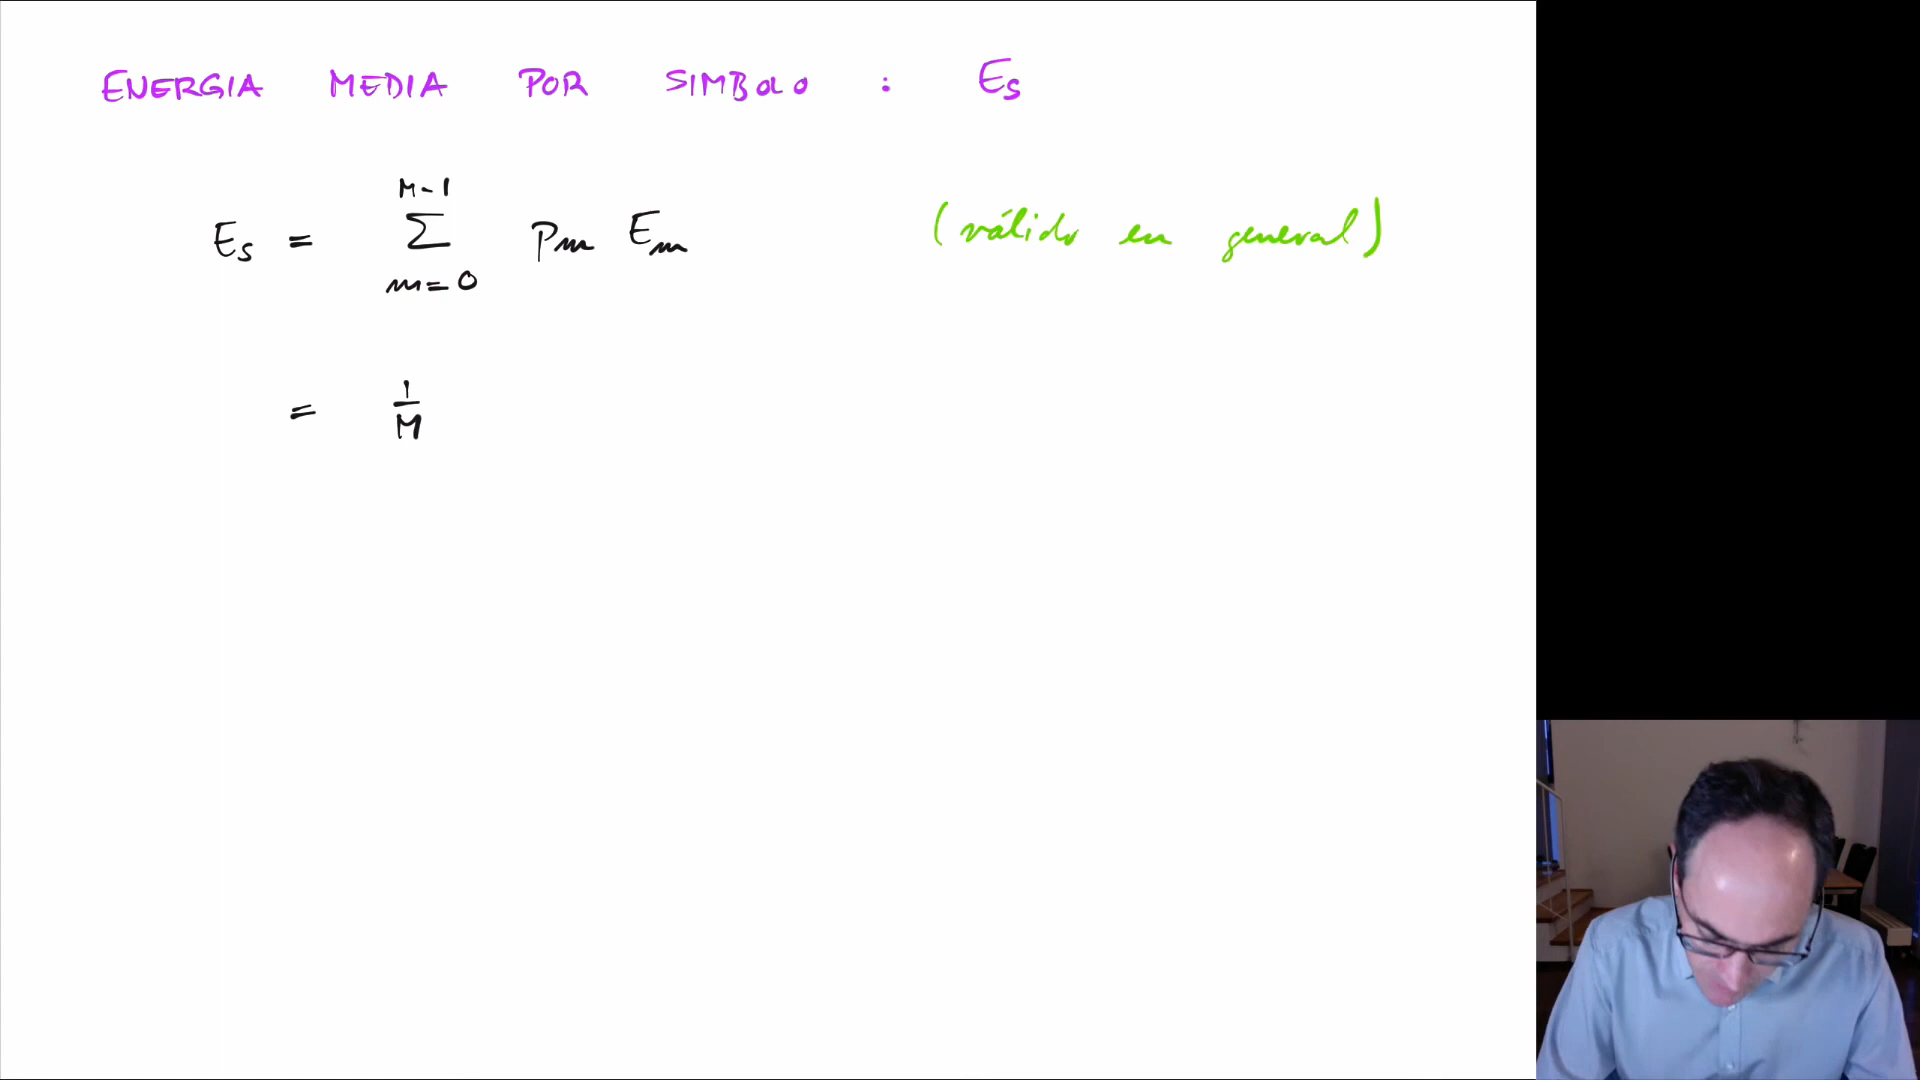 ENERGIA MEDIA POR SIMBOLO : Es
M-1
Es = Σ pm Em (válido en general)
m=0
= 1/M